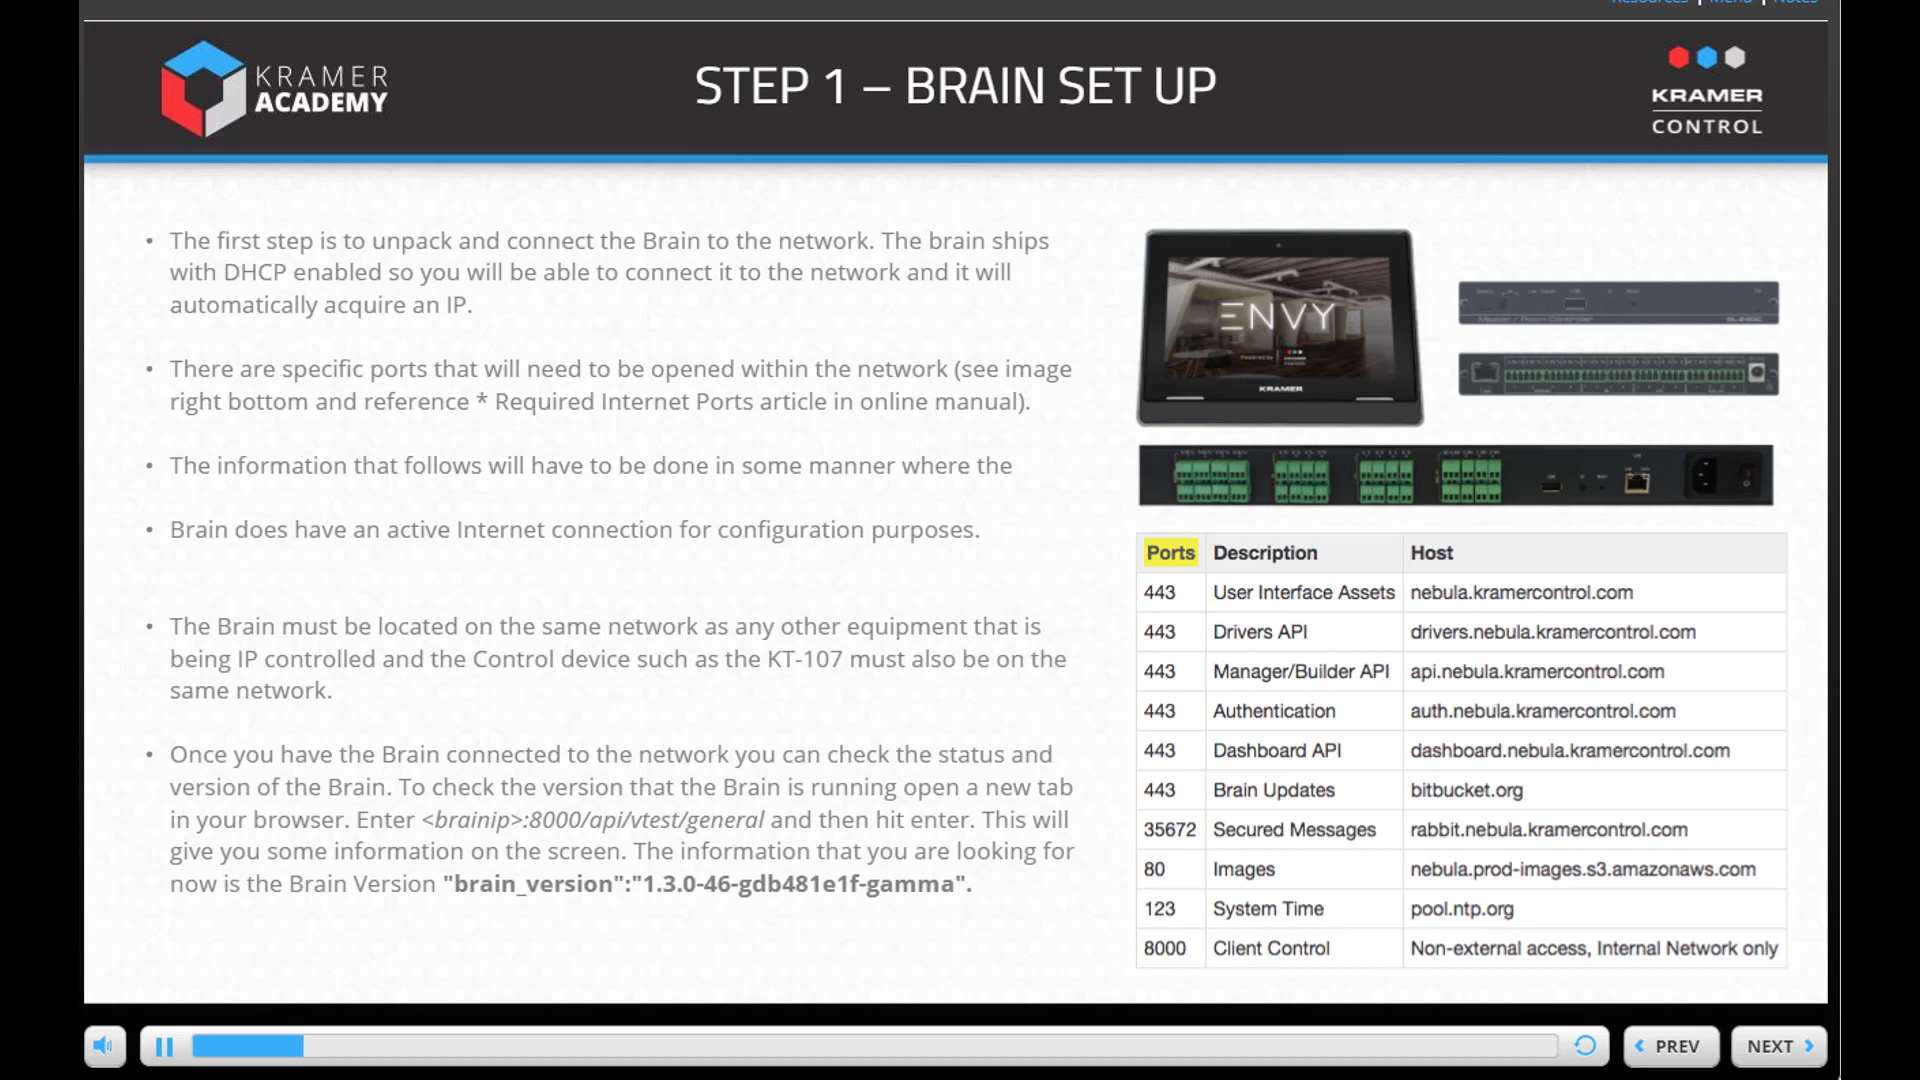 Resources | Menu | Notes
KRAMER
ACADEMY
STEP 1 – BRAIN SET UP
KRAMER
CONTROL
• The first step is to unpack and connect the Brain to the network. The brain ships
with DHCP enabled so you will be able to connect it to the network and it will
automatically acquire an IP.
• There are specific ports that will need to be opened within the network (see image
right bottom and reference * Required Internet Ports article in online manual).
• The information that follows will have to be done in some manner where the
• Brain does have an active Internet connection for configuration purposes.
• The Brain must be located on the same network as any other equipment that is
being IP controlled and the Control device such as the KT-107 must also be on the
same network.
• Once you have the Brain connected to the network you can check the status and
version of the Brain. To check the version that the Brain is running open a new tab
in your browser. Enter <brainip>:8000/api/vtest/general and then hit enter. This will
give you some information on the screen. The information that you are looking for
now is the Brain Version "brain_version":"1.3.0-46-gdb481e1f-gamma".
ENVY
Powered by
KRAMER
Master / Room Controller
Ports Description Host
443 User Interface Assets nebula.kramercontrol.com
443 Drivers API drivers.nebula.kramercontrol.com
443 Manager/Builder API api.nebula.kramercontrol.com
443 Authentication auth.nebula.kramercontrol.com
443 Dashboard API dashboard.nebula.kramercontrol.com
443 Brain Updates bitbucket.org
35672 Secured Messages rabbit.nebula.kramercontrol.com
80 Images nebula.prod-images.s3.amazonaws.com
123 System Time pool.ntp.org
8000 Client Control Non-external access, Internal Network only
PREV
NEXT